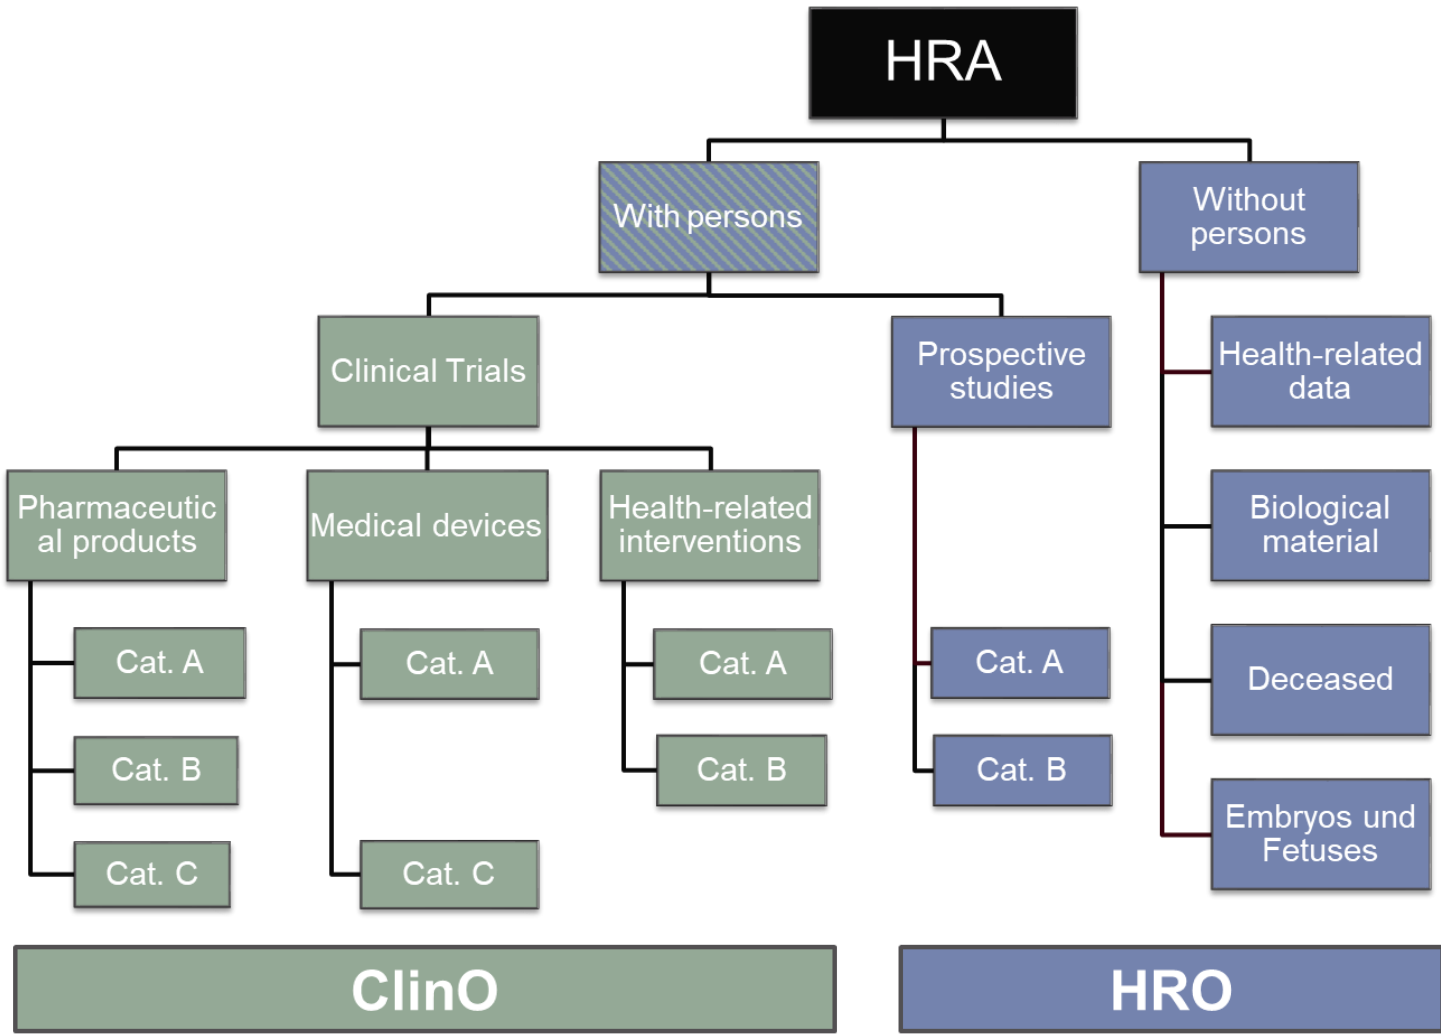 HRA
With persons
Without
persons
Clinical Trials
Prospective
studies
Health-related
data
Pharmaceutic
al products
Medical devices
Health-related
interventions
Biological
material
Cat. A
Cat. A
Cat. A
Cat. A
Deceased
Cat. B
Cat. B
Cat. B
Embryos und
Fetuses
Cat. C
Cat. C
ClinO
HRO